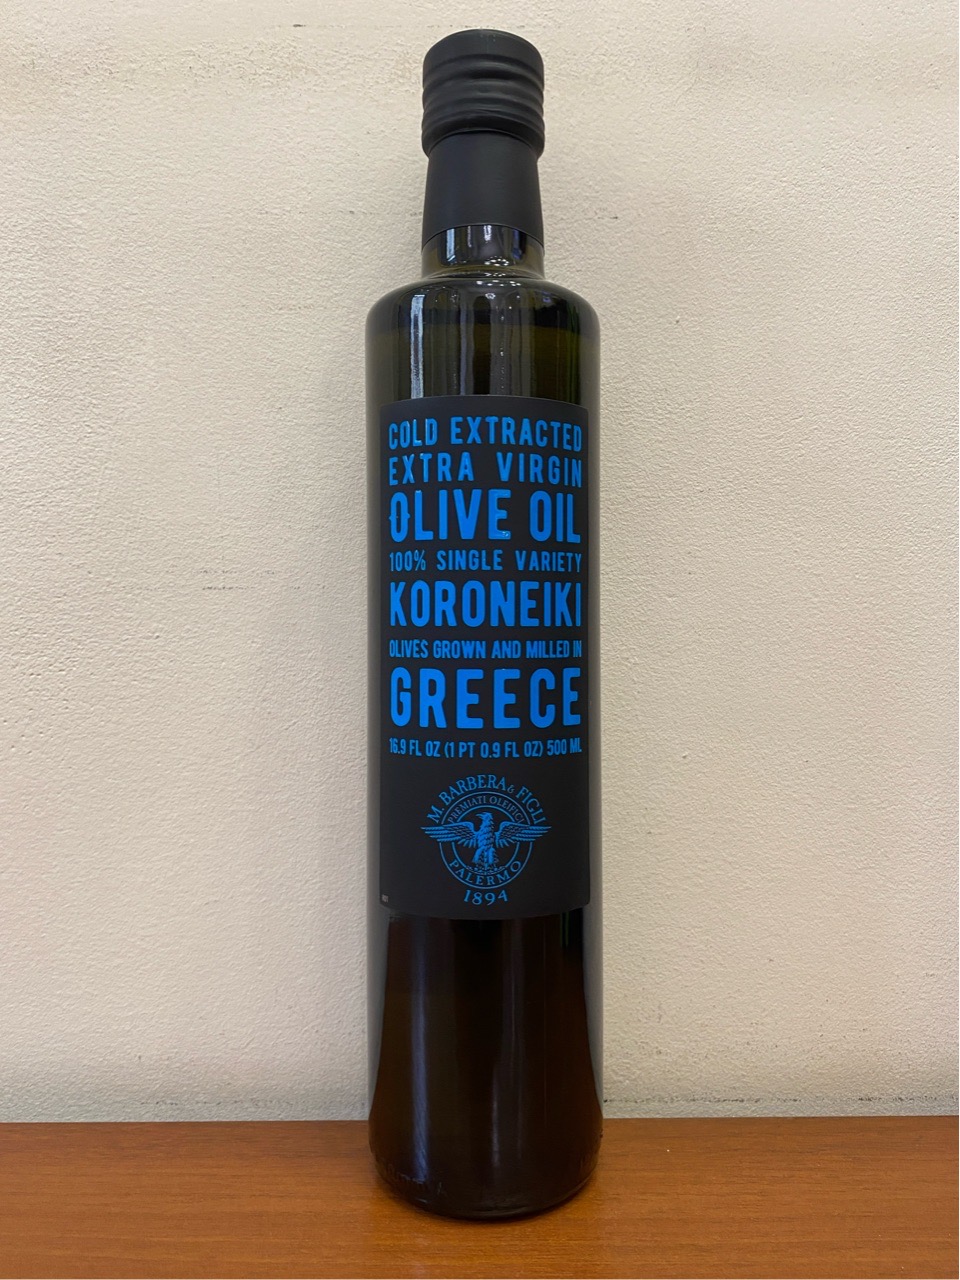 COLD EXTRACTED
EXTRA VIRGIN
OLIVE OIL
100% SINGLE VARIETY
KORONEIKI
OLIVES GROWN AND MILLED IN
GREECE
16.9 FL OZ (1 PT 0.9 FL OZ) 500 ML
M. BARBERA & FIGLI
PREMIATI OLEIFICI
PALERMO
1894